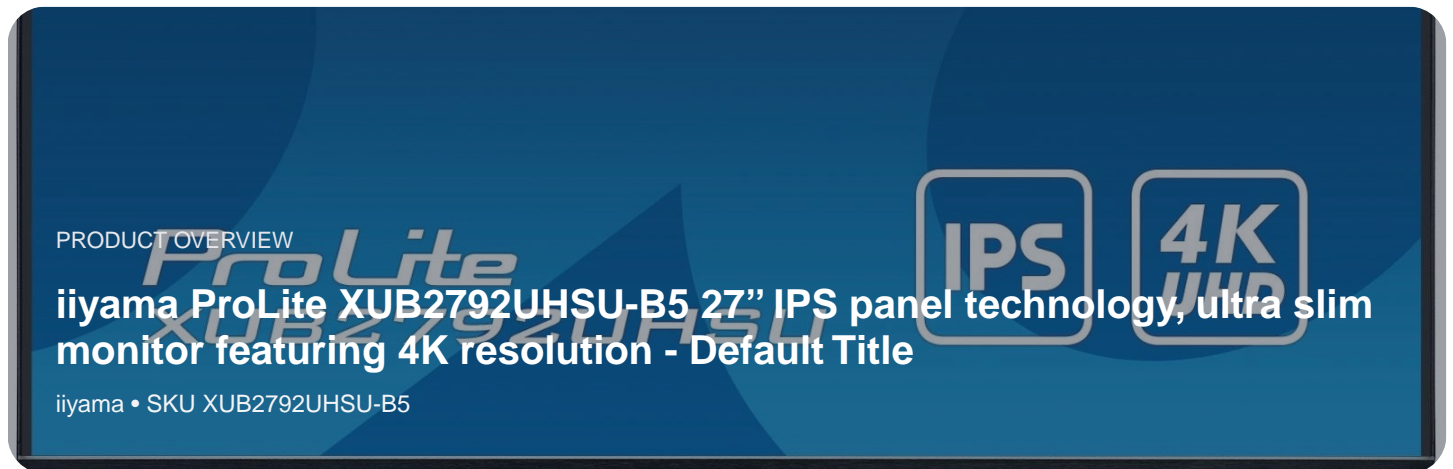 PRODUCT OVERVIEW
ProLite
XUB2792UHSU
IPS
4K
UHD
iiyama ProLite XUB2792UHSU-B5 27” IPS panel technology, ultra slim
monitor featuring 4K resolution - Default Title
iiyama • SKU XUB2792UHSU-B5